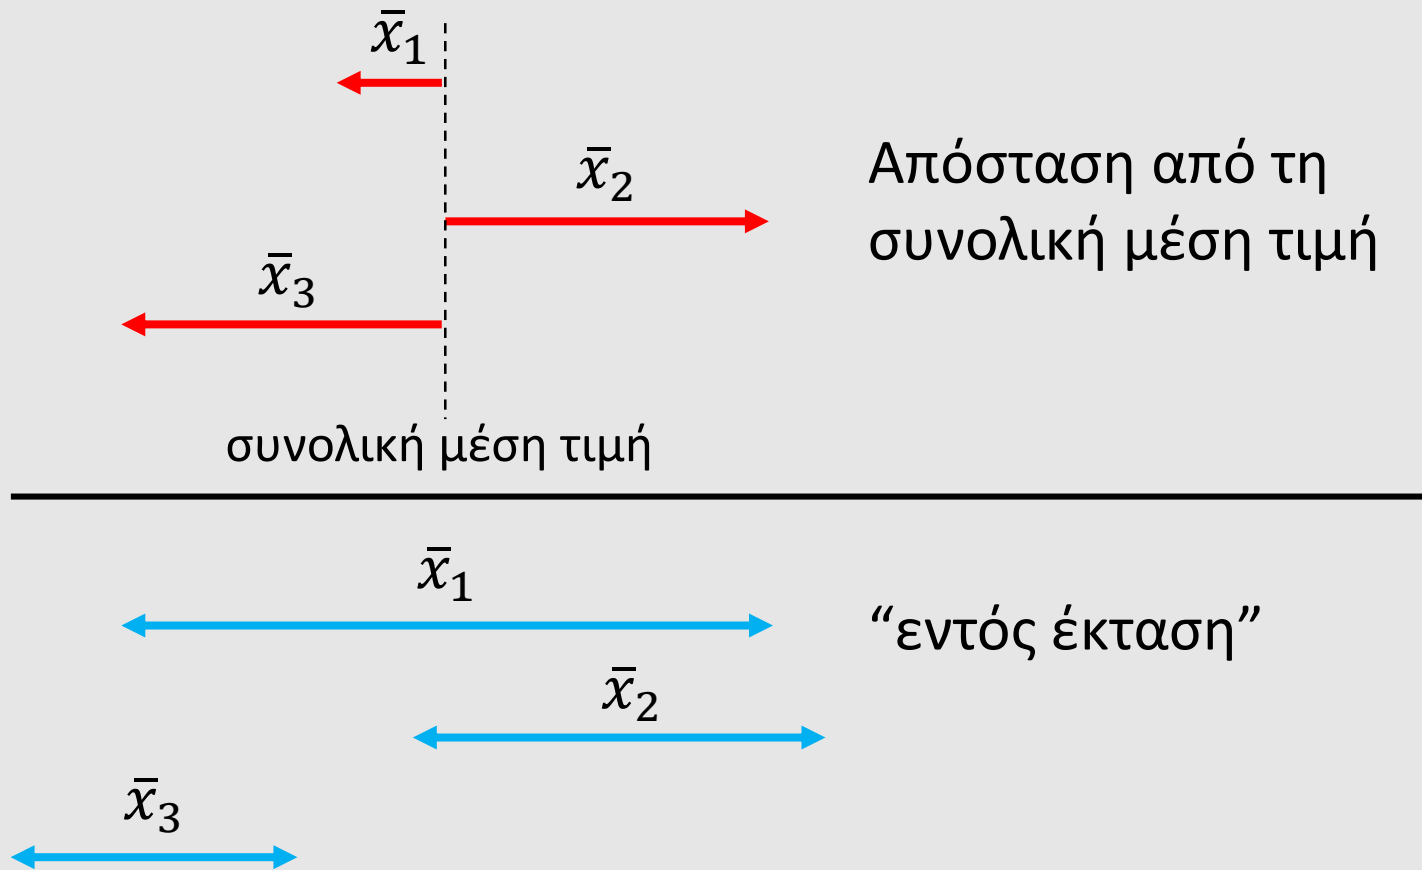 x̄₁
x̄₂
x̄₃
Απόσταση από τη
συνολική μέση τιμή
συνολική μέση τιμή
x̄₁
“εντός έκταση”
x̄₂
x̄₃